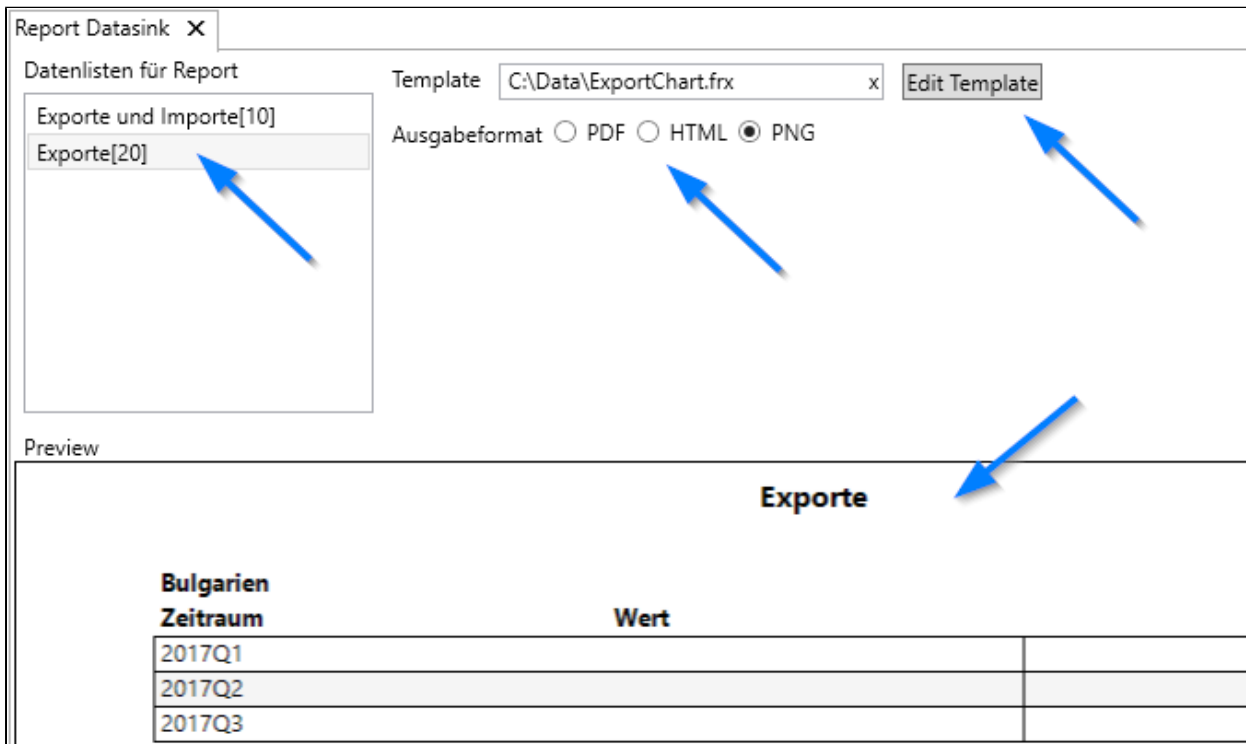 Report Datasink X
Datenlisten für Report
Exporte und Importe[10]
Exporte[20]
Template C:\Data\ExportChart.frx x Edit Template
Ausgabeformat PDF HTML PNG
Preview
Exporte
Bulgarien
Zeitraum Wert
2017Q1
2017Q2
2017Q3